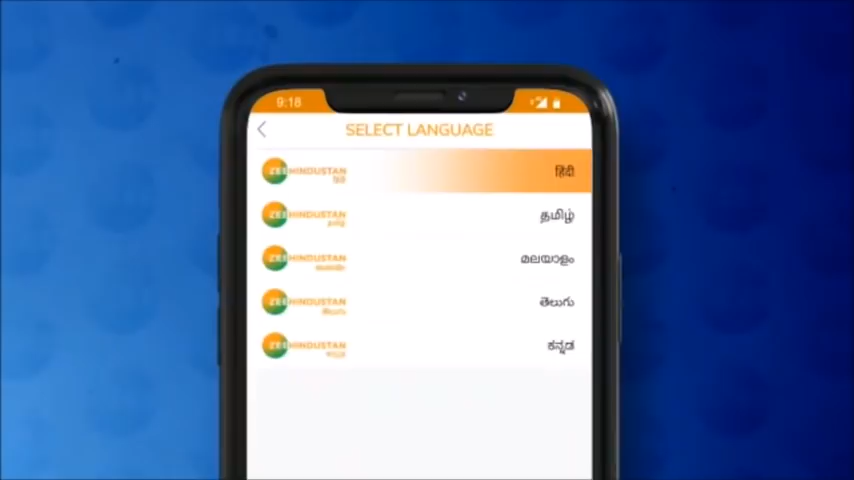 9:18
SELECT LANGUAGE
ZEE HINDUSTAN हिंदी
हिंदी
ZEE HINDUSTAN
தமிழ்
ZEE HINDUSTAN
മലയാളം
ZEE HINDUSTAN
తెలుగు
ZEE HINDUSTAN
ಕನ್ನಡ